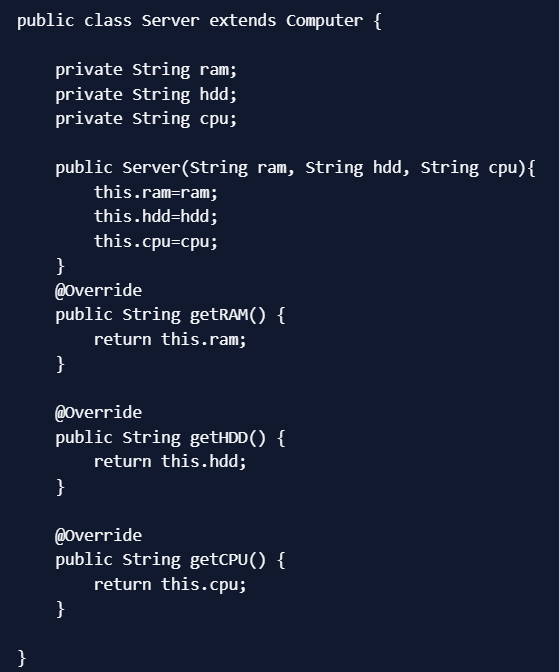 public class Server extends Computer {
    private String ram;
    private String hdd;
    private String cpu;
    public Server(String ram, String hdd, String cpu){
        this.ram=ram;
        this.hdd=hdd;
        this.cpu=cpu;
    }
    @Override
    public String getRAM() {
        return this.ram;
    }
    @Override
    public String getHDD() {
        return this.hdd;
    }
    @Override
    public String getCPU() {
        return this.cpu;
    }
}